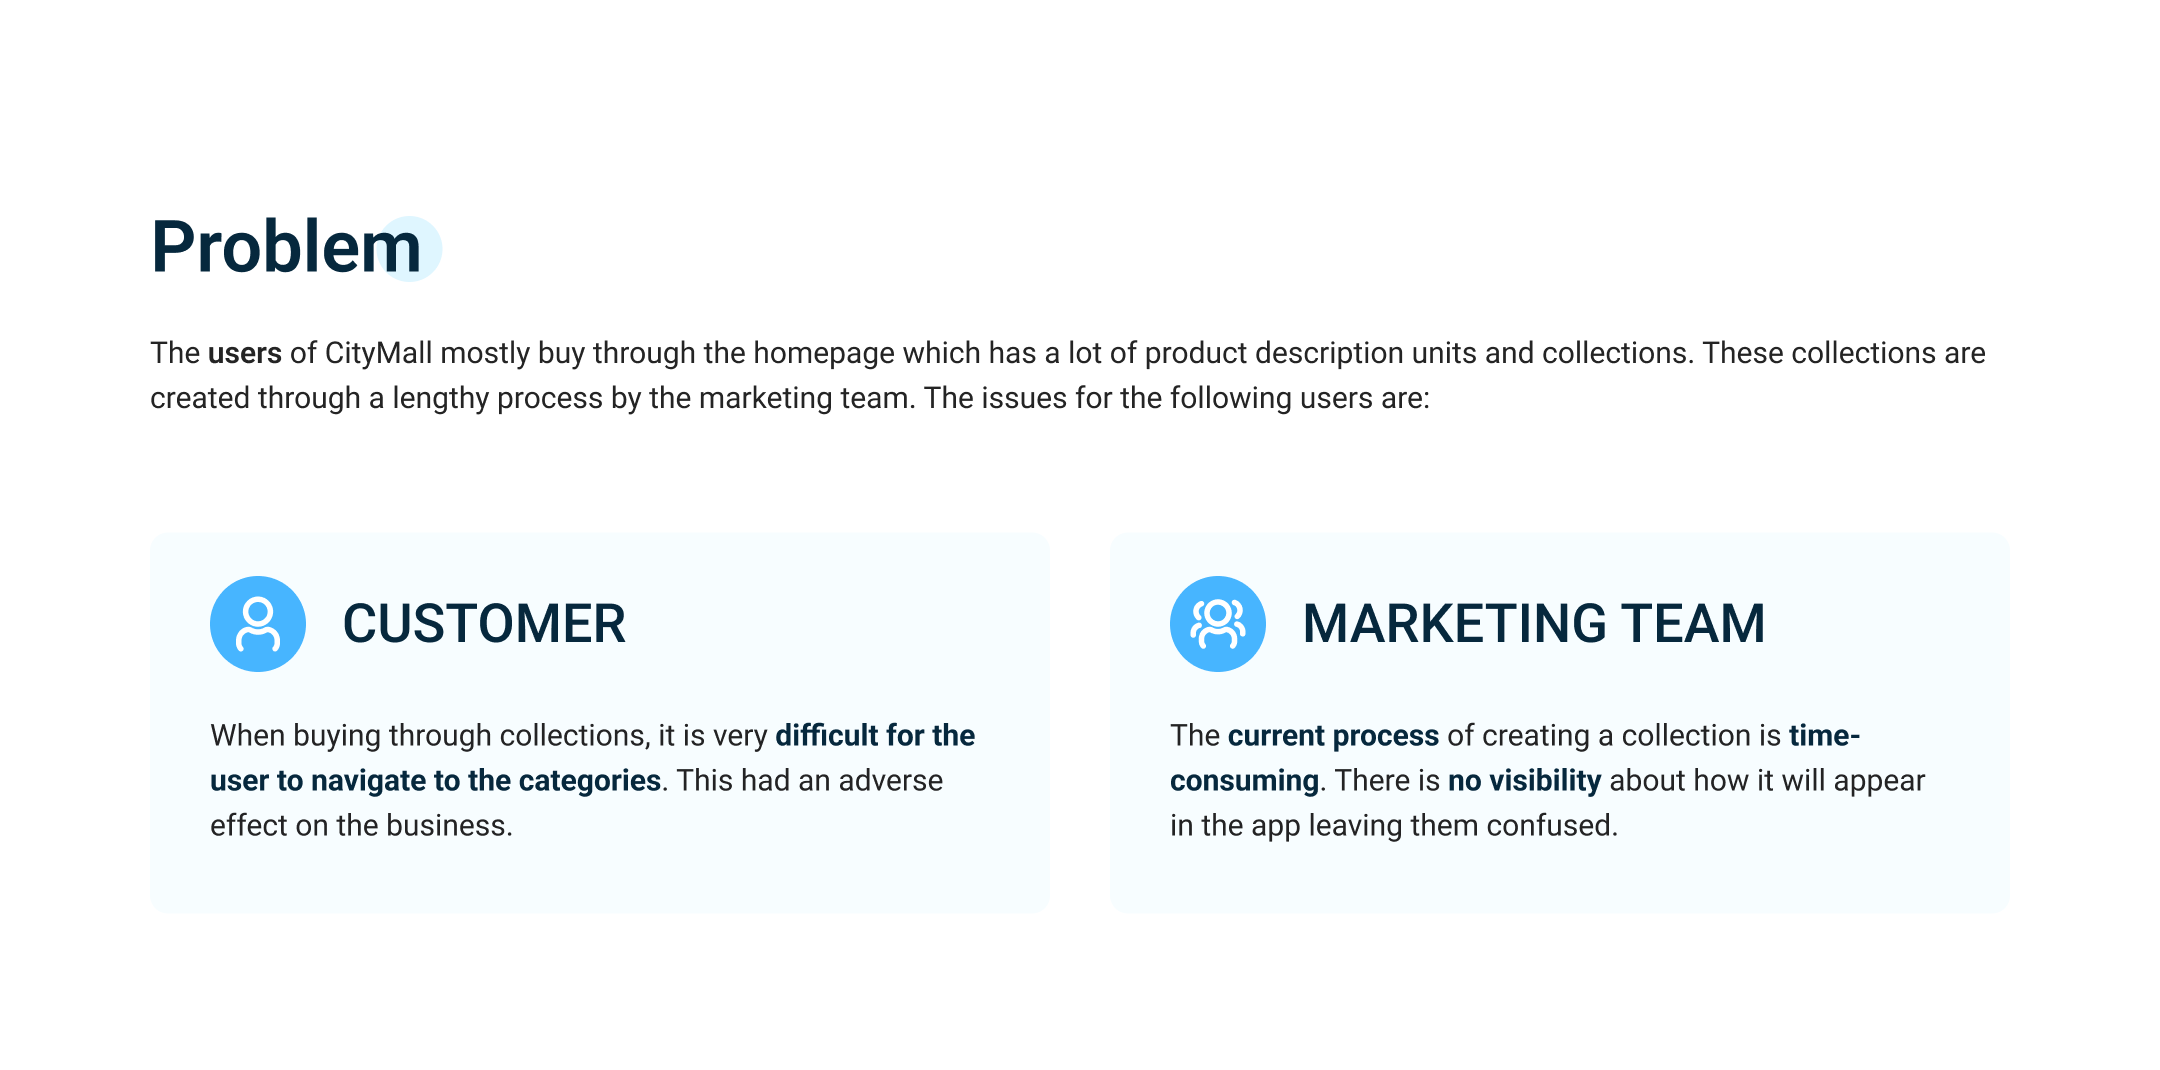 Problem
The users of CityMall mostly buy through the homepage which has a lot of product description units and collections. These collections are
created through a lengthy process by the marketing team. The issues for the following users are:
CUSTOMER
When buying through collections, it is very difficult for the
user to navigate to the categories. This had an adverse
effect on the business.
MARKETING TEAM
The current process of creating a collection is time-
consuming. There is no visibility about how it will appear
in the app leaving them confused.